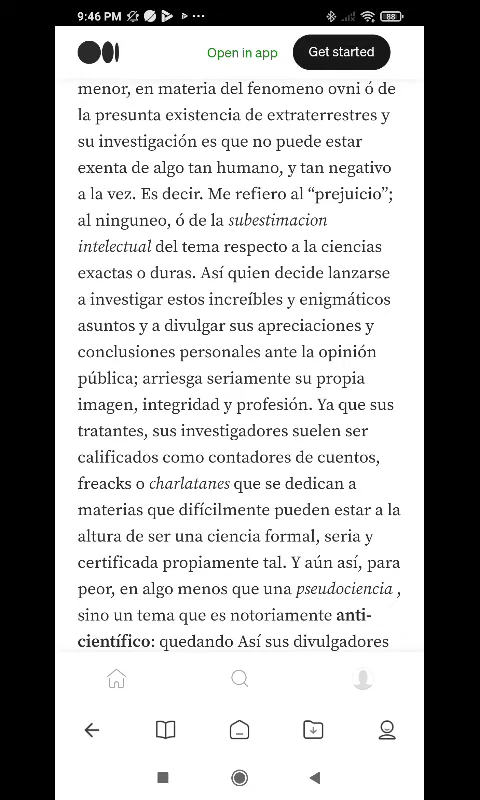 9:46 PM
88
Open in app
Get started
menor, en materia del fenomeno ovni ó de
la presunta existencia de extraterrestres y
su investigación es que no puede estar
exenta de algo tan humano, y tan negativo
a la vez. Es decir. Me refiero al “prejuicio”;
al ninguneo, ó de la subestimacion
intelectual del tema respecto a la ciencias
exactas o duras. Así quien decide lanzarse
a investigar estos increíbles y enigmáticos
asuntos y a divulgar sus apreciaciones y
conclusiones personales ante la opinión
pública; arriesga seriamente su propia
imagen, integridad y profesión. Ya que sus
tratantes, sus investigadores suelen ser
calificados como contadores de cuentos,
freacks o charlatanes que se dedican a
materias que difícilmente pueden estar a la
altura de ser una ciencia formal, seria y
certificada propiamente tal. Y aún así, para
peor, en algo menos que una pseudociencia ,
sino un tema que es notoriamente anti-
científico: quedando Así sus divulgadores